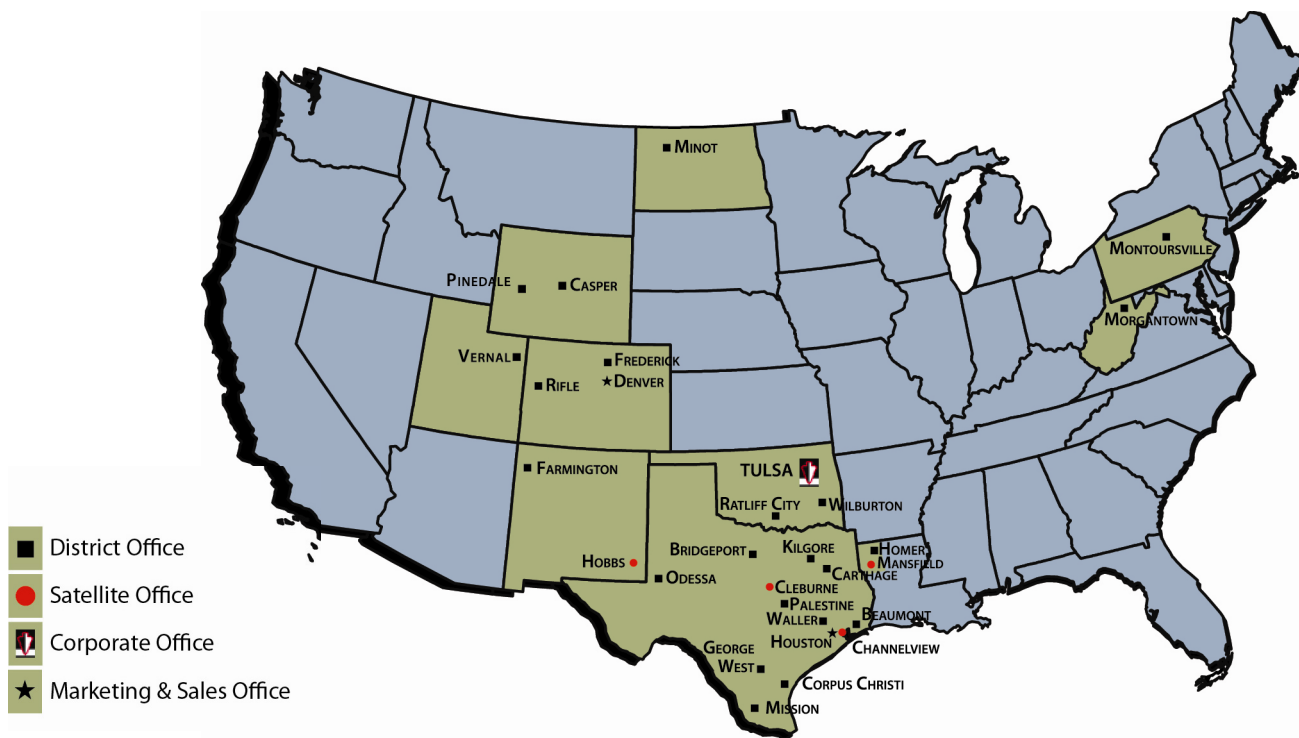 MINOT
MONTOURSVILLE
PINEDALE
CASPER
MORGANTOWN
VERNAL
FREDERICK
RIFLE
DENVER
FARMINGTON
TULSA
RATLIFF CITY
WILBURTON
HOBBS
BRIDGEPORT
KILGORE
HOMER
MANSFIELD
ODESSA
CARTHAGE
CLEBURNE
PALESTINE
BEAUMONT
WALLER
HOUSTON
CHANNELVIEW
GEORGE
WEST
CORPUS CHRISTI
MISSION
District Office
Satellite Office
Corporate Office
Marketing & Sales Office